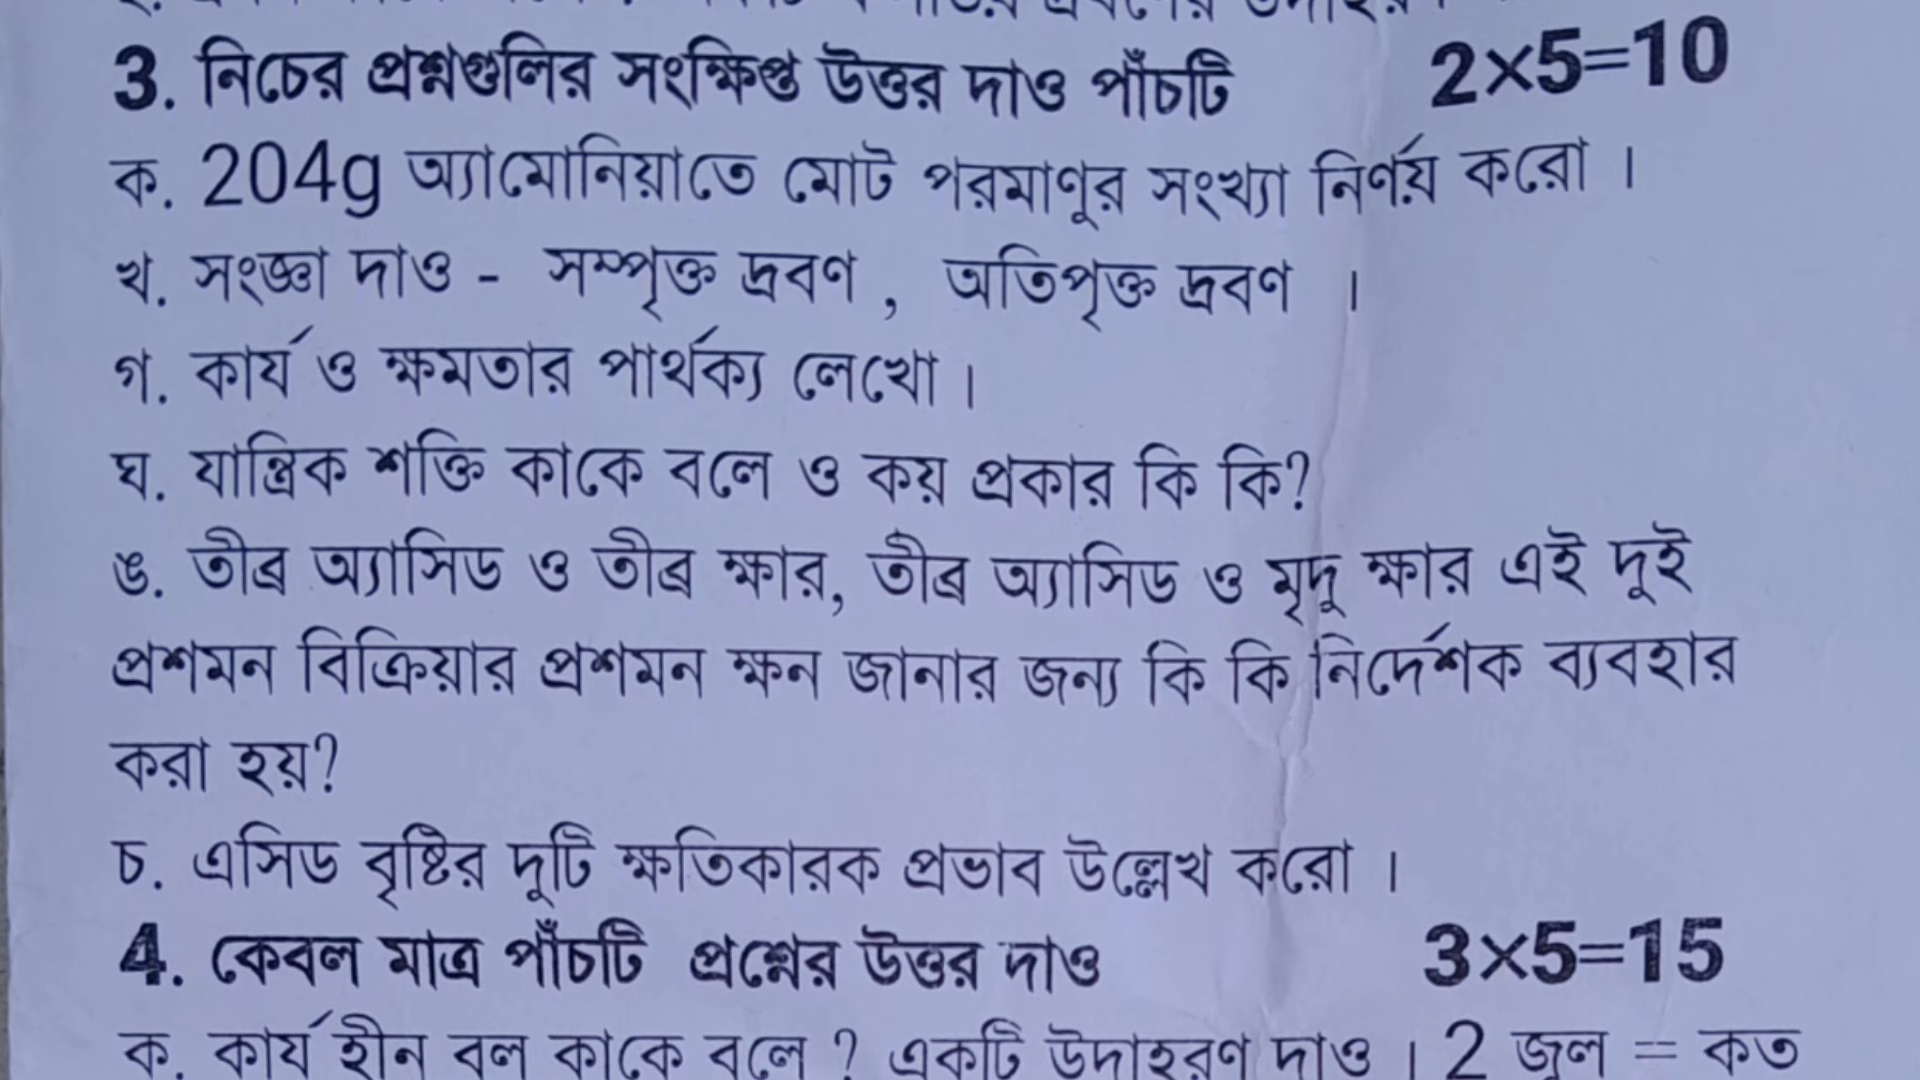 3. নিচের প্রশ্নগুলির সংক্ষিপ্ত উত্তর দাও পাঁচটি 2×5=10
ক. 204g অ্যামোনিয়াতে মোট পরমাণুর সংখ্যা নির্ণয় করো ।
খ. সংজ্ঞা দাও - সম্পৃক্ত দ্রবণ , অতিপৃক্ত দ্রবণ ।
গ. কার্য ও ক্ষমতার পার্থক্য লেখো।
ঘ. যান্ত্রিক শক্তি কাকে বলে ও কয় প্রকার কি কি?
ঙ. তীব্র অ্যাসিড ও তীব্র ক্ষার, তীব্র অ্যাসিড ও মৃদু ক্ষার এই দুই
প্রশমন বিক্রিয়ার প্রশমন ক্ষন জানার জন্য কি কি নির্দেশক ব্যবহার
করা হয়?
চ. এসিড বৃষ্টির দুটি ক্ষতিকারক প্রভাব উল্লেখ করো ।
4. কেবল মাত্র পাঁচটি প্রশ্নের উত্তর দাও 3×5=15
ক. কার্য হীন বল কাকে বলে ? একটি উদাহরণ দাও । 2 জুল = কত